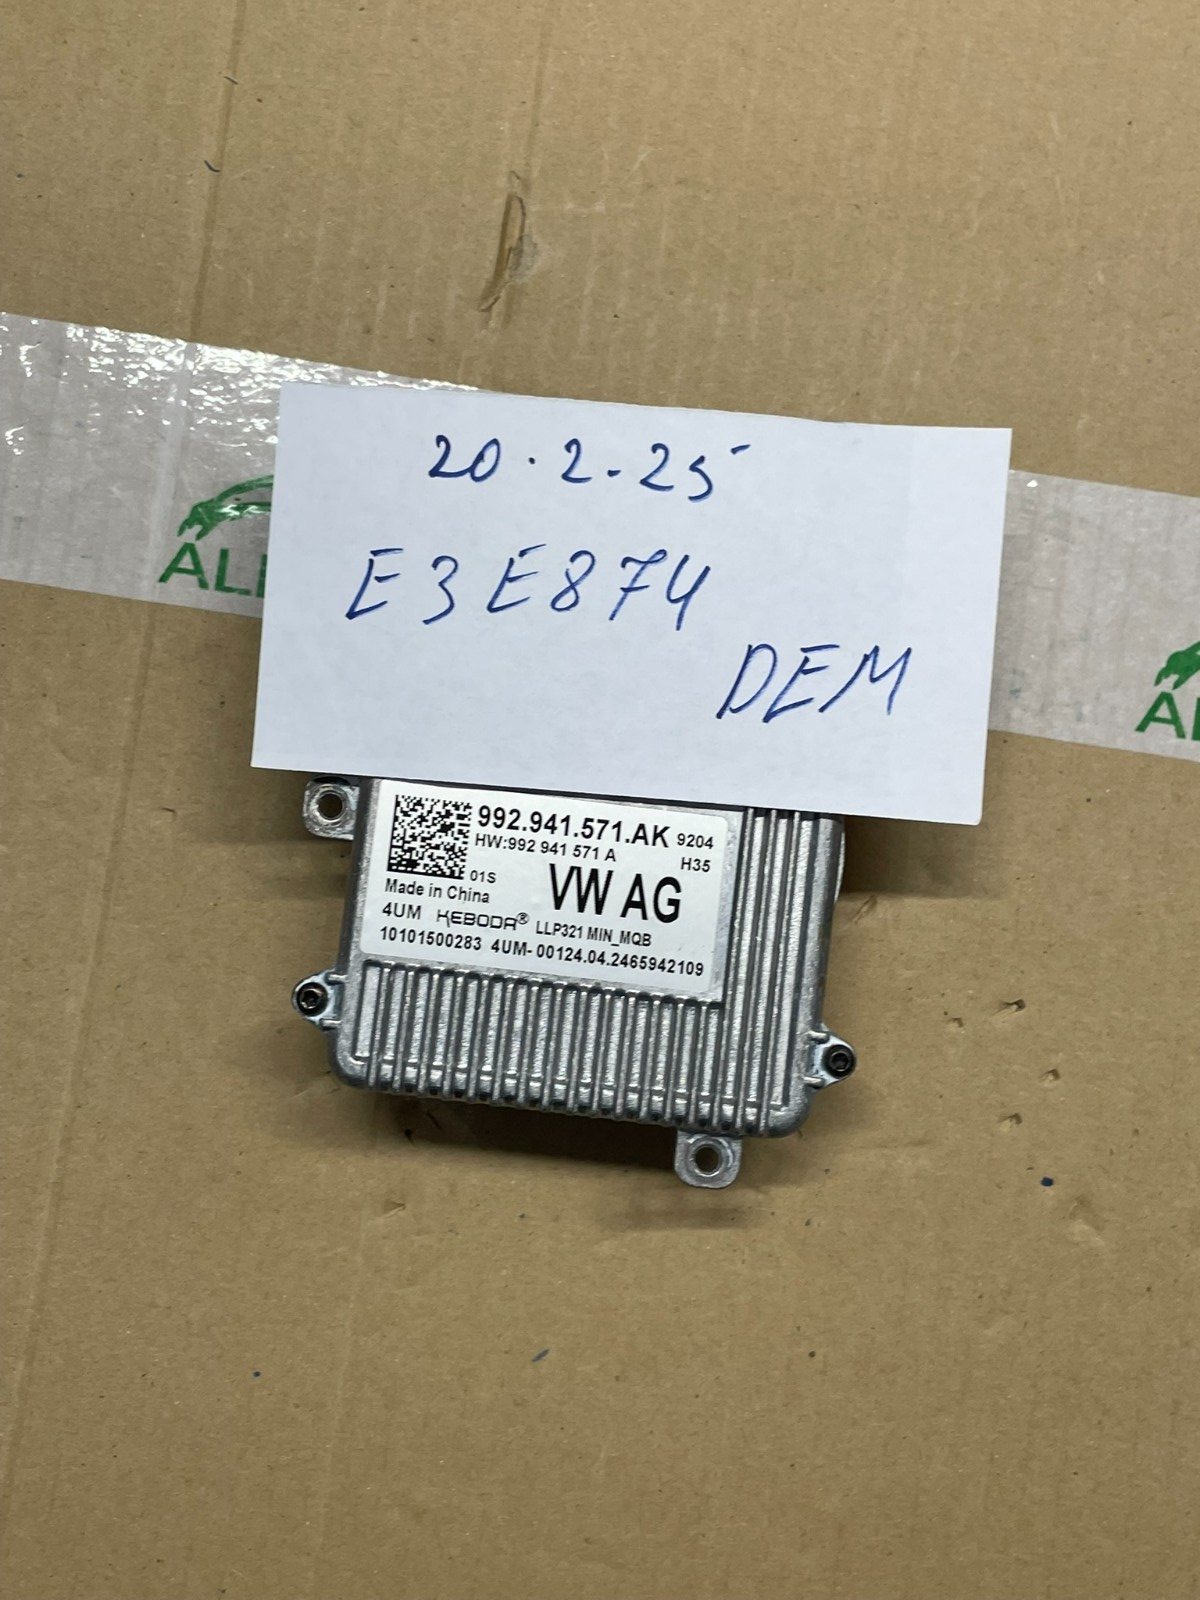 20.2.25
E3E874
DEM
ALL
992.941.571.AK 9204
HW:992 941 571 A H35
01S
Made in China
VW AG
4UM KEBODA® LLP321 MIN_MQB
10101500283 4UM-00124.04.2465942109